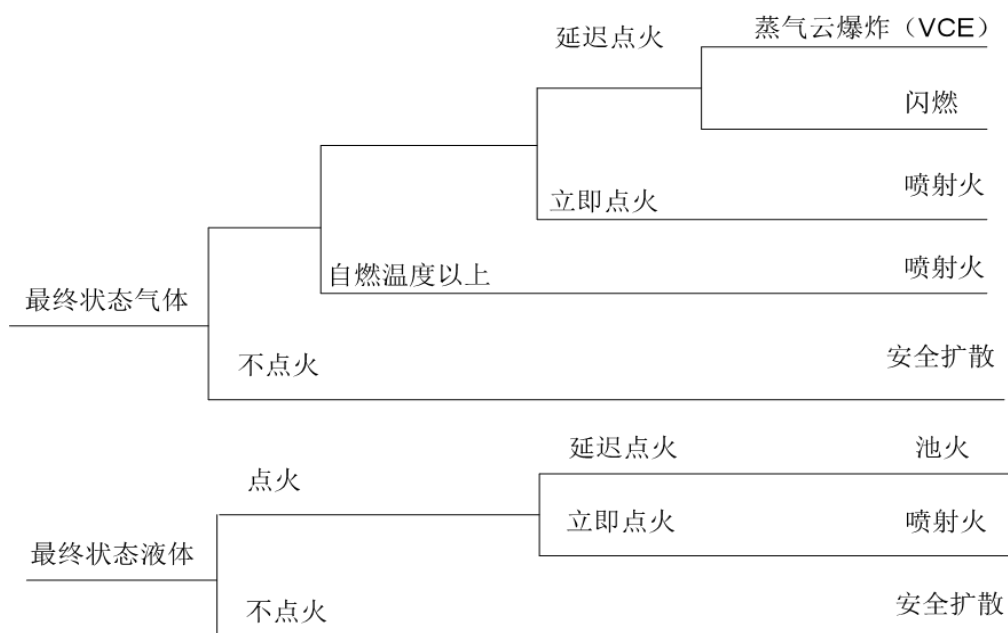 延迟点火
蒸气云爆炸（VCE）
闪燃
立即点火
喷射火
自燃温度以上
喷射火
最终状态气体
不点火
安全扩散
点火
延迟点火
池火
立即点火
喷射火
最终状态液体
不点火
安全扩散